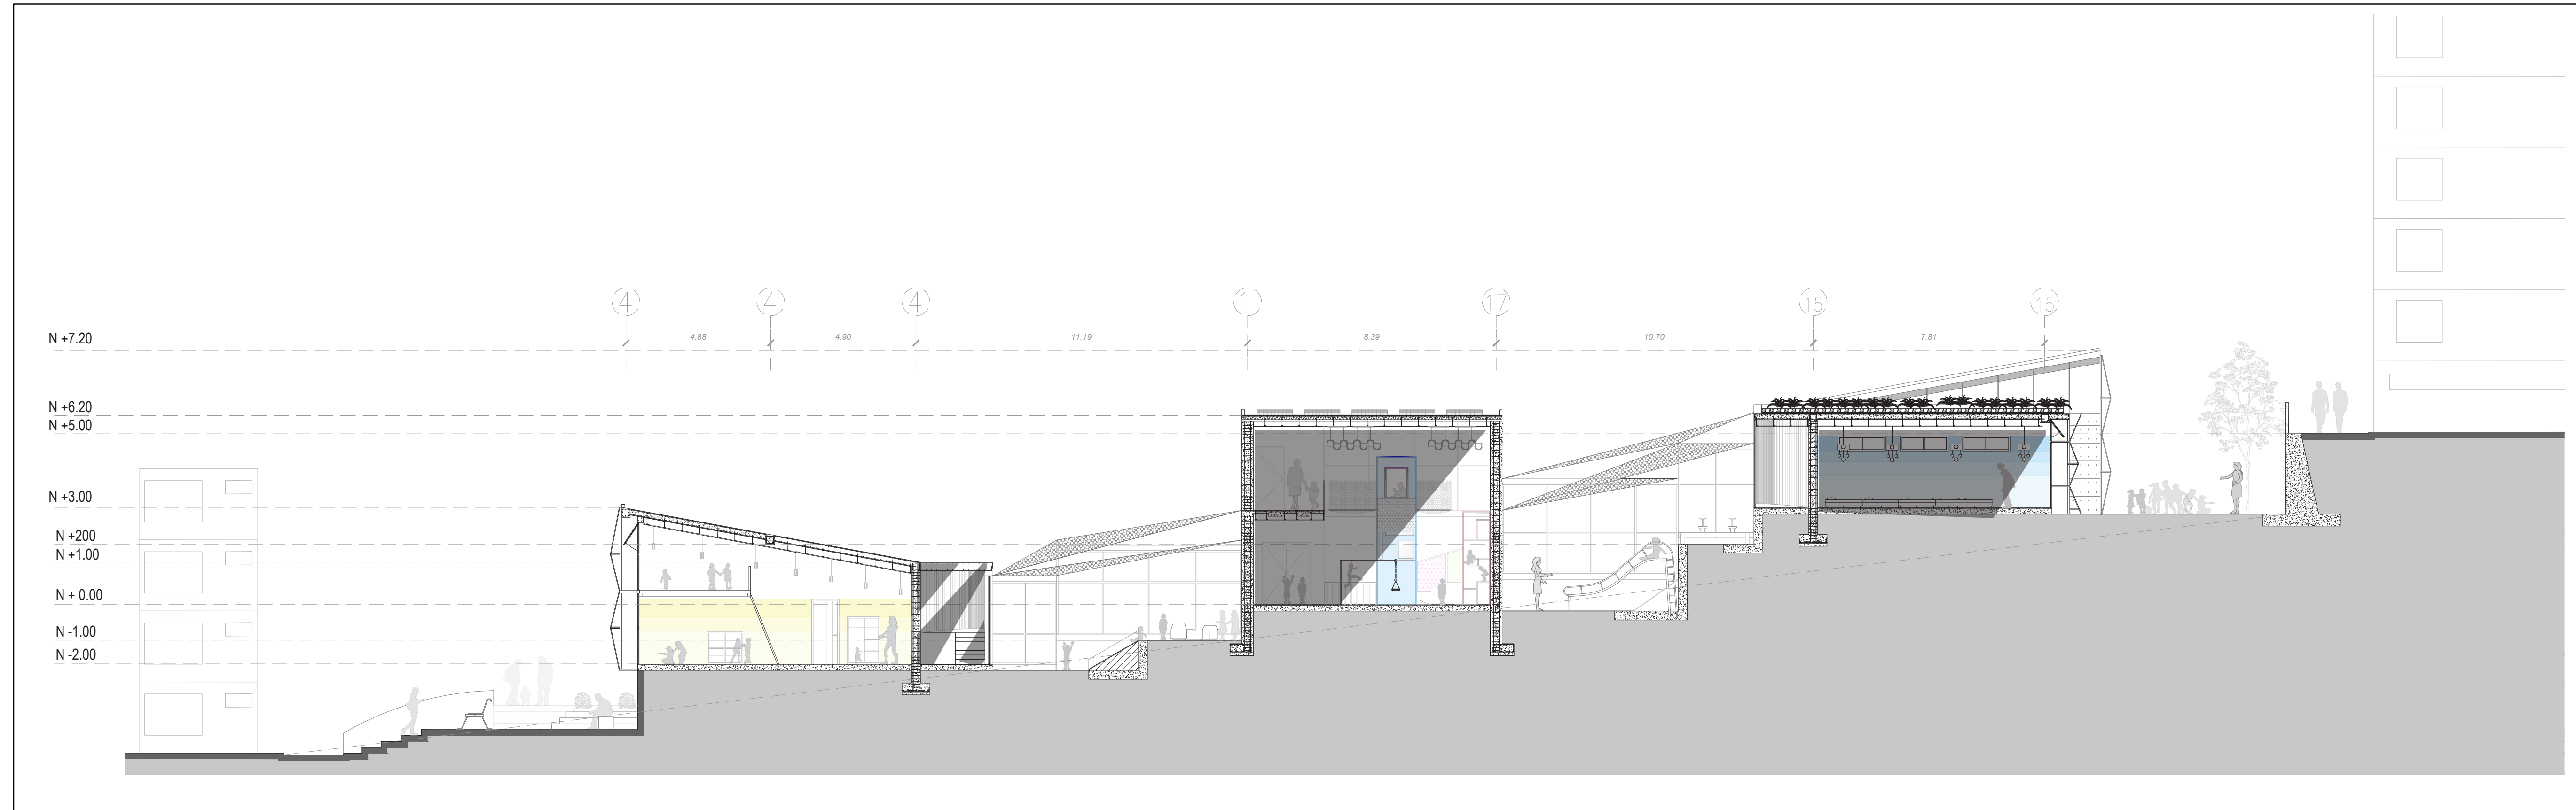 4 4 4 1 17 15 15
4.88 4.90 11.19 8.39 10.70 7.81
N +7.20
N +6.20
N +5.00
N +3.00
N +200
N +1.00
N + 0.00
N -1.00
N -2.00